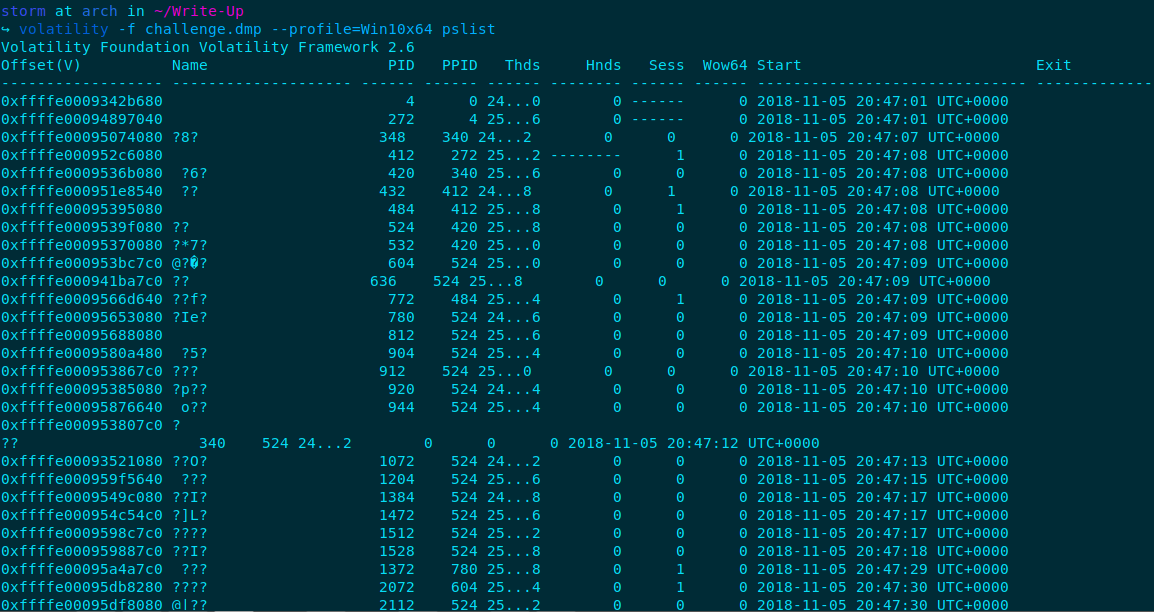 storm at arch in ~/Write-Up
↪ volatility -f challenge.dmp --profile=Win10x64 pslist
Volatility Foundation Volatility Framework 2.6
Offset(V)          Name                    PID   PPID   Thds     Hnds   Sess  Wow64 Start                          Exit
------------------ -------------------- ------ ------ ------ -------- ------ ------ ------------------------------ ------------------------------
0xffffe0009342b680                           4      0 24...0        0 ------      0 2018-11-05 20:47:01 UTC+0000
0xffffe00094897040                         272      4 25...6        0 ------      0 2018-11-05 20:47:01 UTC+0000
0xffffe00095074080 ?8?                    348    340 24...2        0      0      0 2018-11-05 20:47:07 UTC+0000
0xffffe000952c6080                         412    272 25...2 --------      1      0 2018-11-05 20:47:08 UTC+0000
0xffffe0009536b080  ?6?                    420    340 25...6        0      0      0 2018-11-05 20:47:08 UTC+0000
0xffffe000951e8540  ??                    432    412 24...8        0      1      0 2018-11-05 20:47:08 UTC+0000
0xffffe00095395080                         484    412 25...8        0      1      0 2018-11-05 20:47:08 UTC+0000
0xffffe0009539f080 ??                      524    420 25...8        0      0      0 2018-11-05 20:47:08 UTC+0000
0xffffe00095370080 ?*7?                    532    420 25...0        0      0      0 2018-11-05 20:47:08 UTC+0000
0xffffe000953bc7c0 @?�?                    604    524 25...0        0      0      0 2018-11-05 20:47:09 UTC+0000
0xffffe000941ba7c0 ??                    636    524 25...8        0      0      0 2018-11-05 20:47:09 UTC+0000
0xffffe0009566d640 ??f?                    772    484 25...4        0      1      0 2018-11-05 20:47:09 UTC+0000
0xffffe00095653080 ?Ie?                    780    524 24...6        0      0      0 2018-11-05 20:47:09 UTC+0000
0xffffe00095688080                         812    524 25...6        0      0      0 2018-11-05 20:47:09 UTC+0000
0xffffe0009580a480  ?5?                    904    524 25...4        0      0      0 2018-11-05 20:47:10 UTC+0000
0xffffe000953867c0 ???                    912    524 25...0        0      0      0 2018-11-05 20:47:10 UTC+0000
0xffffe00095385080 ?p??                    920    524 24...4        0      0      0 2018-11-05 20:47:10 UTC+0000
0xffffe00095876640  o??                    944    524 25...4        0      0      0 2018-11-05 20:47:10 UTC+0000
0xffffe000953807c0 ?
??                    340    524 24...2        0      0      0 2018-11-05 20:47:12 UTC+0000
0xffffe00093521080 ??O?                   1072    524 24...2        0      0      0 2018-11-05 20:47:13 UTC+0000
0xffffe000959f5640  ???                   1204    524 25...6        0      0      0 2018-11-05 20:47:15 UTC+0000
0xffffe0009549c080 ??I?                   1384    524 24...8        0      0      0 2018-11-05 20:47:17 UTC+0000
0xffffe000954c54c0 ?]L?                   1472    524 25...6        0      0      0 2018-11-05 20:47:17 UTC+0000
0xffffe0009598c7c0 ????                   1512    524 25...2        0      0      0 2018-11-05 20:47:17 UTC+0000
0xffffe000959887c0 ??I?                   1528    524 25...8        0      0      0 2018-11-05 20:47:18 UTC+0000
0xffffe00095a4a7c0  ???                   1372    780 25...8        0      1      0 2018-11-05 20:47:29 UTC+0000
0xffffe00095db8280 ????                   2072    604 25...4        0      1      0 2018-11-05 20:47:30 UTC+0000
0xffffe00095df8080 @|??                   2112    524 25...2        0      0      0 2018-11-05 20:47:30 UTC+0000